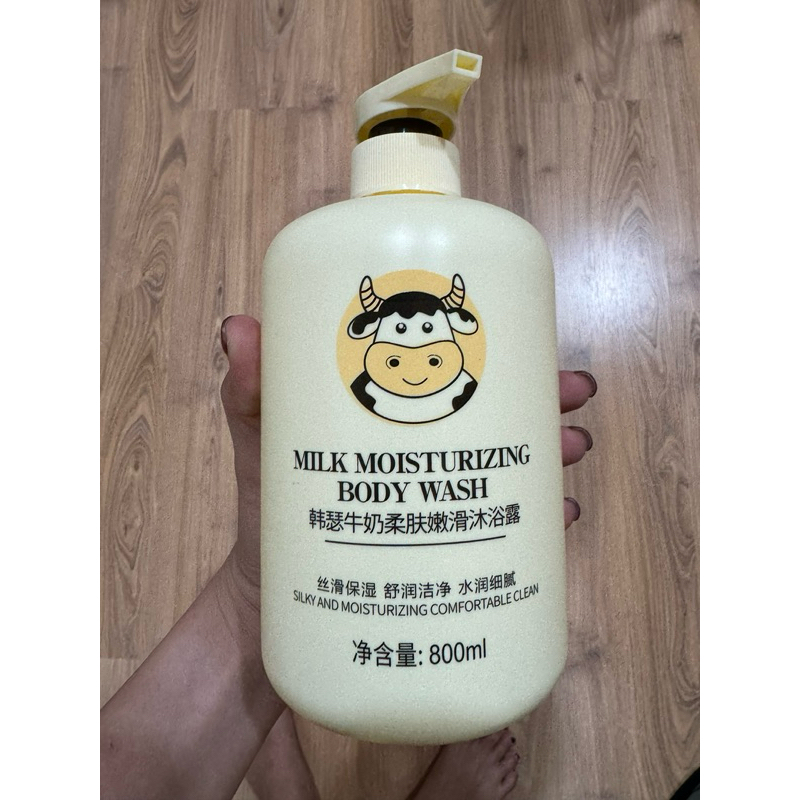 MILK MOISTURIZING
BODY WASH
韩瑟牛奶柔肤嫩滑沐浴露
丝滑保湿 舒润洁净 水润细腻
SILKY AND MOISTURIZING COMFORTABLE CLEAN
净含量: 800ml